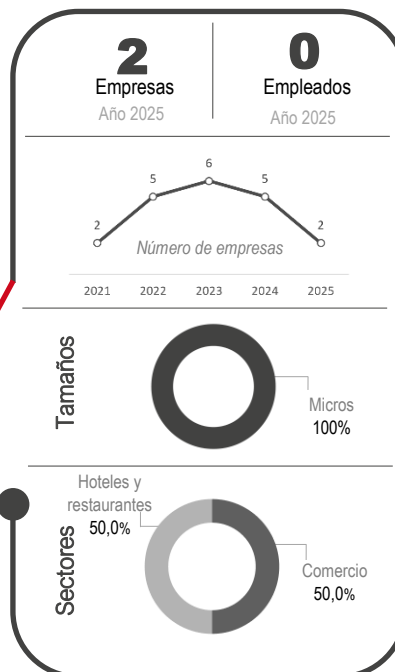 2
Empresas
Año 2025
0
Empleados
Año 2025
2
5
6
5
2
Número de empresas
2021 2022 2023 2024 2025
Tamaños
Micros
100%
Sectores
Hoteles y
restaurantes
50,0%
Comercio
50,0%